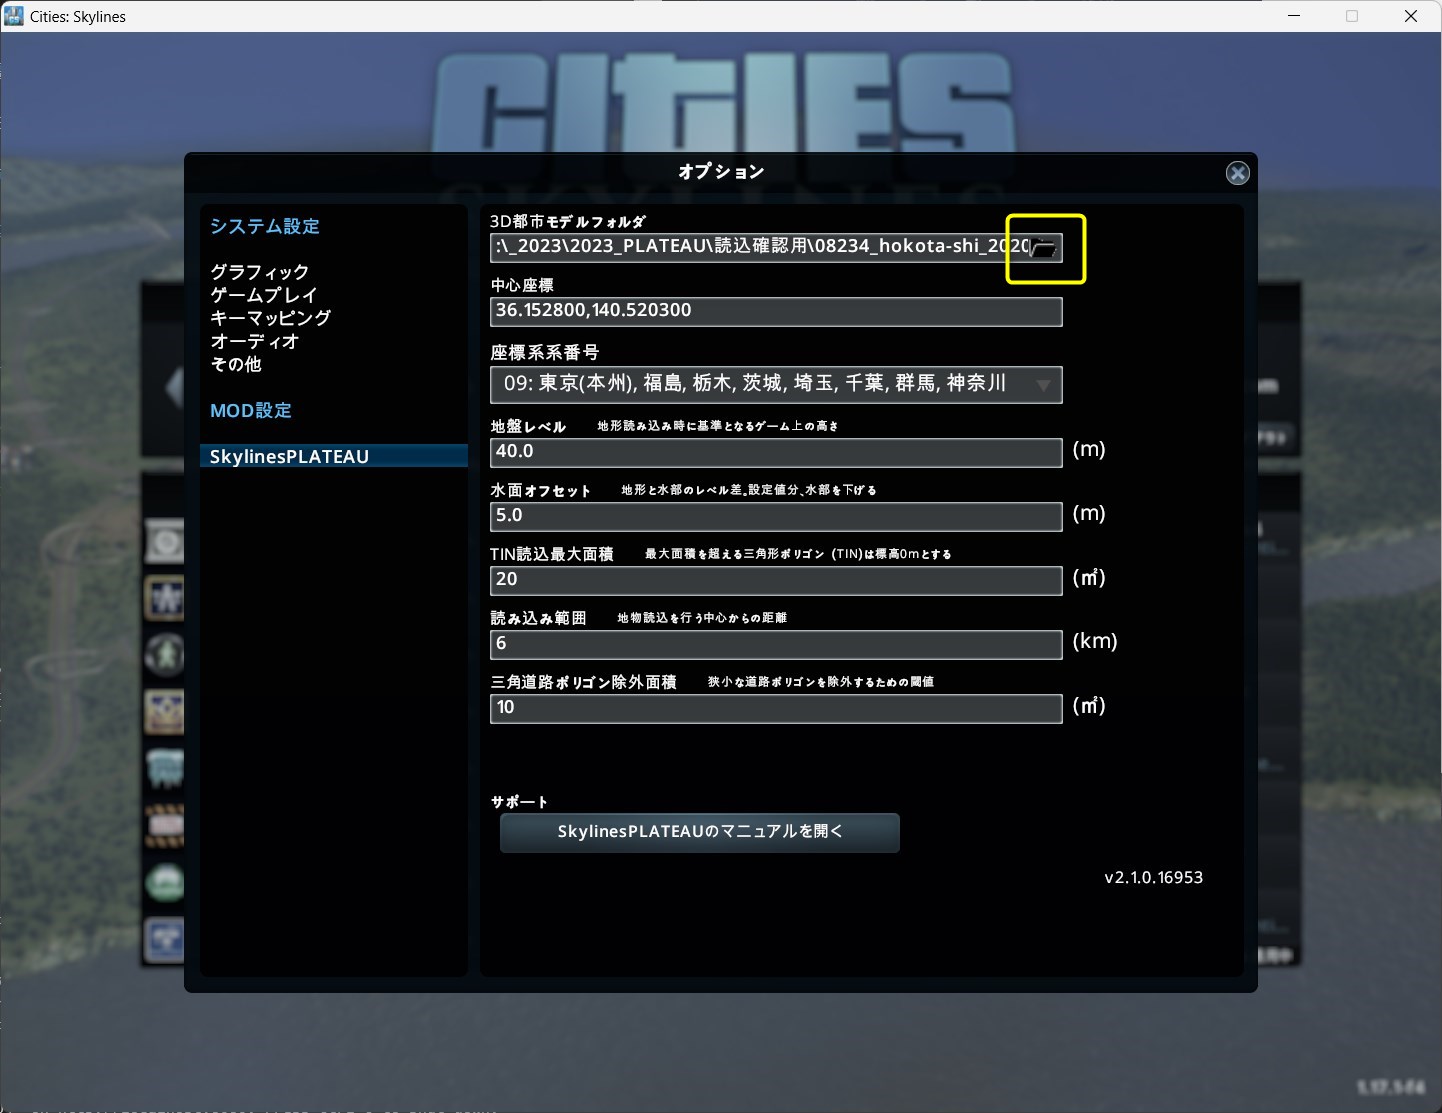 Cities: Skylines
CITIES
SKYLINES
オプション
システム設定
グラフィック
ゲームプレイ
キーマッピング
オーディオ
その他
MOD設定
SkylinesPLATEAU
3D都市モデルフォルダ
:\_2023\2023_PLATEAU\読込確認用\08234_hokota-shi_2020
中心座標
36.152800,140.520300
座標系系番号
09: 東京(本州), 福島, 栃木, 茨城, 埼玉, 千葉, 群馬, 神奈川
地盤レベル 地形読み込み時に基準となるゲーム上の高さ
40.0 (m)
水面オフセット 地形と水部のレベル差。設定値分、水部を下げる
5.0 (m)
TIN読込最大面積 最大面積を超える三角形ポリゴン (TIN)は標高0mとする
20 (㎡)
読み込み範囲 地物読込を行う中心からの距離
6 (km)
三角道路ポリゴン除外面積 狭小な道路ポリゴンを除外するための閾値
10 (㎡)
サポート
SkylinesPLATEAUのマニュアルを開く
v2.1.0.16953
1.17.1-f4